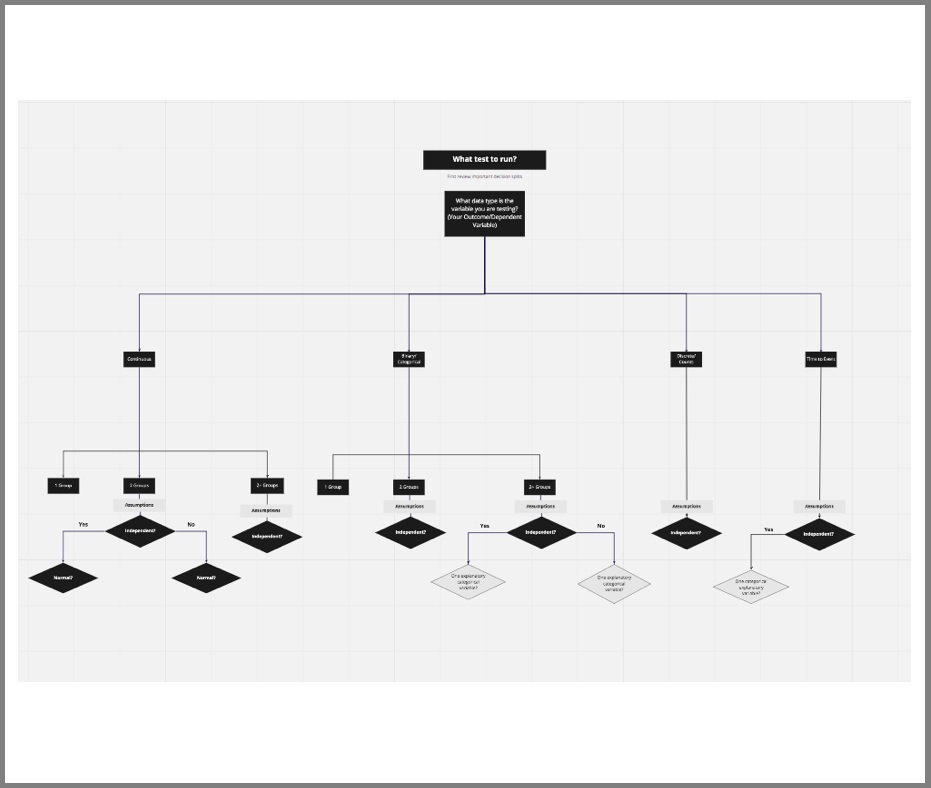 What test to run?
First review important decision splits
What data type is the
variable you are testing?
(Your Outcome/Dependent
Variable)
Continuous
Binary/
Categorical
Discrete/
Count
Time to Event
1 Group
2 Groups
2+ Groups
1 Group
2 Groups
2+ Groups
Assumptions
Assumptions
Assumptions
Assumptions
Assumptions
Assumptions
Yes
Independent?
No
Independent?
Independent?
Yes
Independent?
No
Independent?
Yes
Independent?
Normal?
Normal?
One explanatory
categorical
variable?
One explanatory
categorical
variable?
One categorical
explanatory
variable?